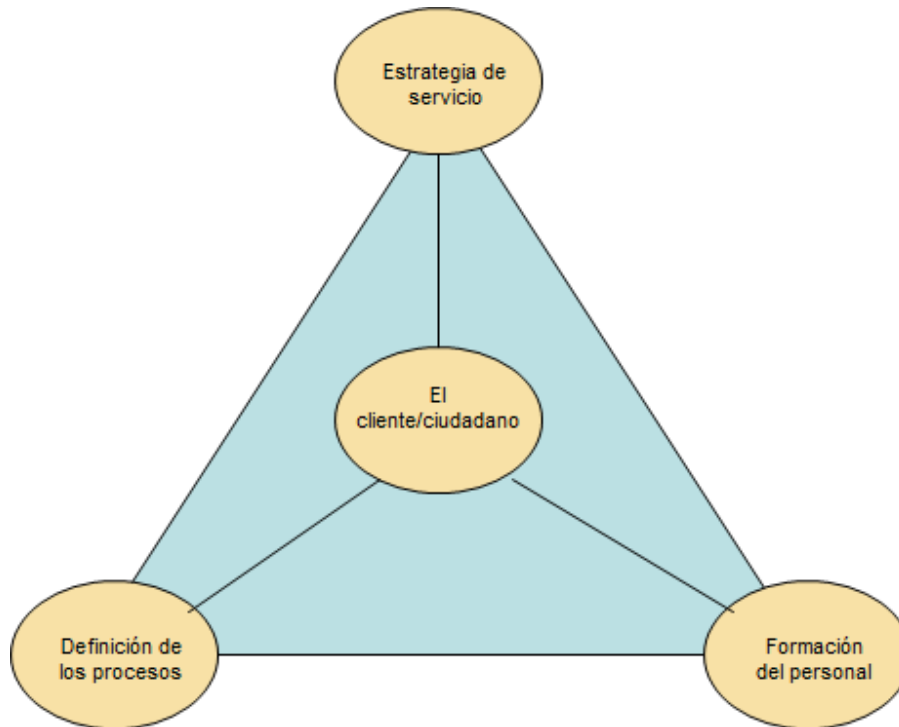 Estrategia de
servicio
El
cliente/ciudadano
Definición de
los procesos
Formación
del personal